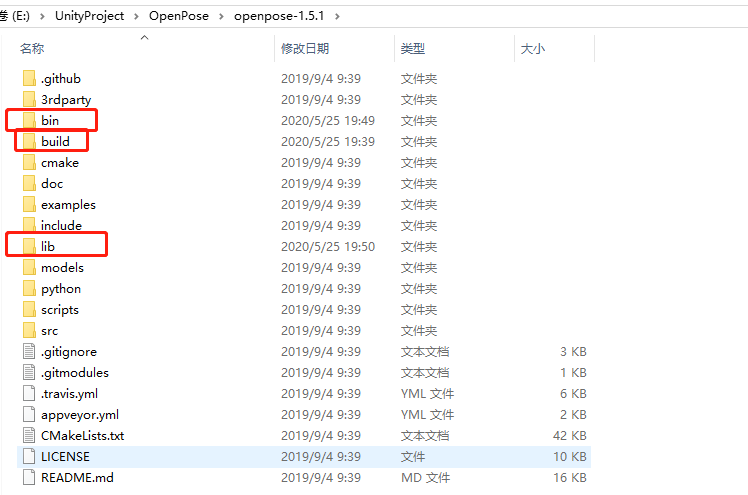 卷 (E:) › UnityProject › OpenPose › openpose-1.5.1 ›
名称 修改日期 类型 大小
.github 2019/9/4 9:39 文件夹
3rdparty 2019/9/4 9:39 文件夹
bin 2020/5/25 19:49 文件夹
build 2020/5/25 19:39 文件夹
cmake 2019/9/4 9:39 文件夹
doc 2019/9/4 9:39 文件夹
examples 2019/9/4 9:39 文件夹
include 2019/9/4 9:39 文件夹
lib 2020/5/25 19:50 文件夹
models 2019/9/4 9:39 文件夹
python 2019/9/4 9:39 文件夹
scripts 2019/9/4 9:39 文件夹
src 2019/9/4 9:39 文件夹
.gitignore 2019/9/4 9:39 文本文档 3 KB
.gitmodules 2019/9/4 9:39 文本文档 1 KB
.travis.yml 2019/9/4 9:39 YML 文件 6 KB
appveyor.yml 2019/9/4 9:39 YML 文件 2 KB
CMakeLists.txt 2019/9/4 9:39 文本文档 42 KB
LICENSE 2019/9/4 9:39 文件 10 KB
README.md 2019/9/4 9:39 MD 文件 16 KB